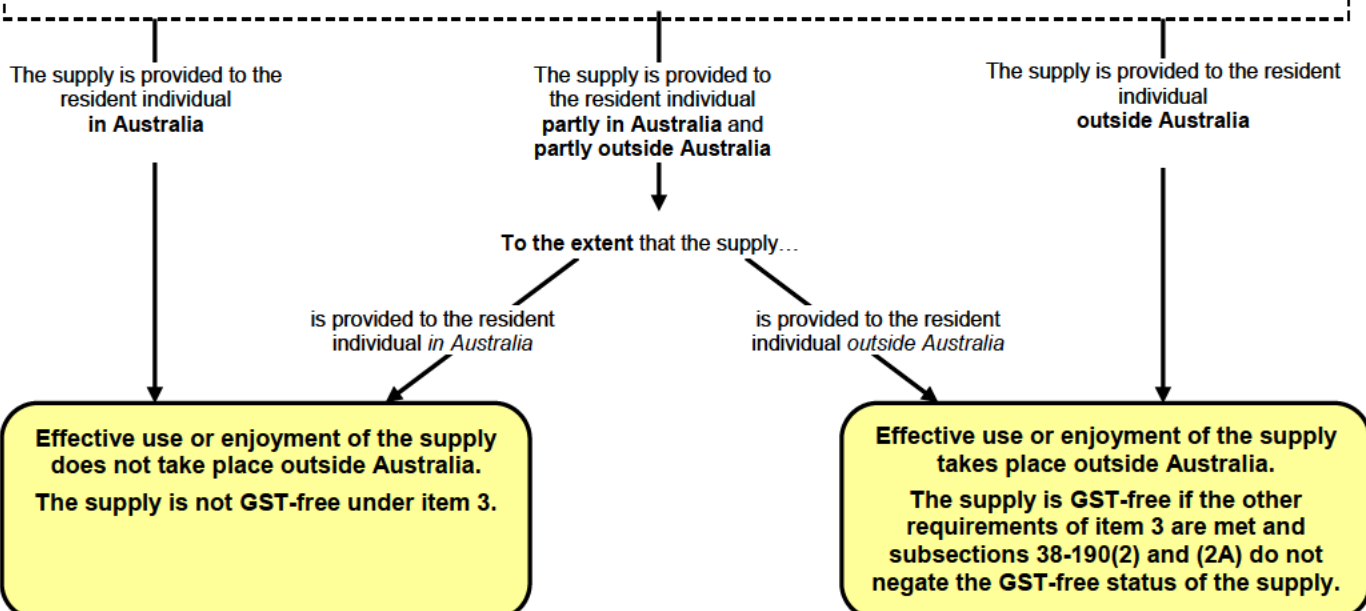 The supply is provided to the
resident individual
in Australia
The supply is provided to
the resident individual
partly in Australia and
partly outside Australia
The supply is provided to the resident
individual
outside Australia
To the extent that the supply…
is provided to the resident
individual in Australia
is provided to the resident
individual outside Australia
Effective use or enjoyment of the supply
does not take place outside Australia.
The supply is not GST-free under item 3.
Effective use or enjoyment of the supply
takes place outside Australia.
The supply is GST-free if the other
requirements of item 3 are met and
subsections 38-190(2) and (2A) do not
negate the GST-free status of the supply.